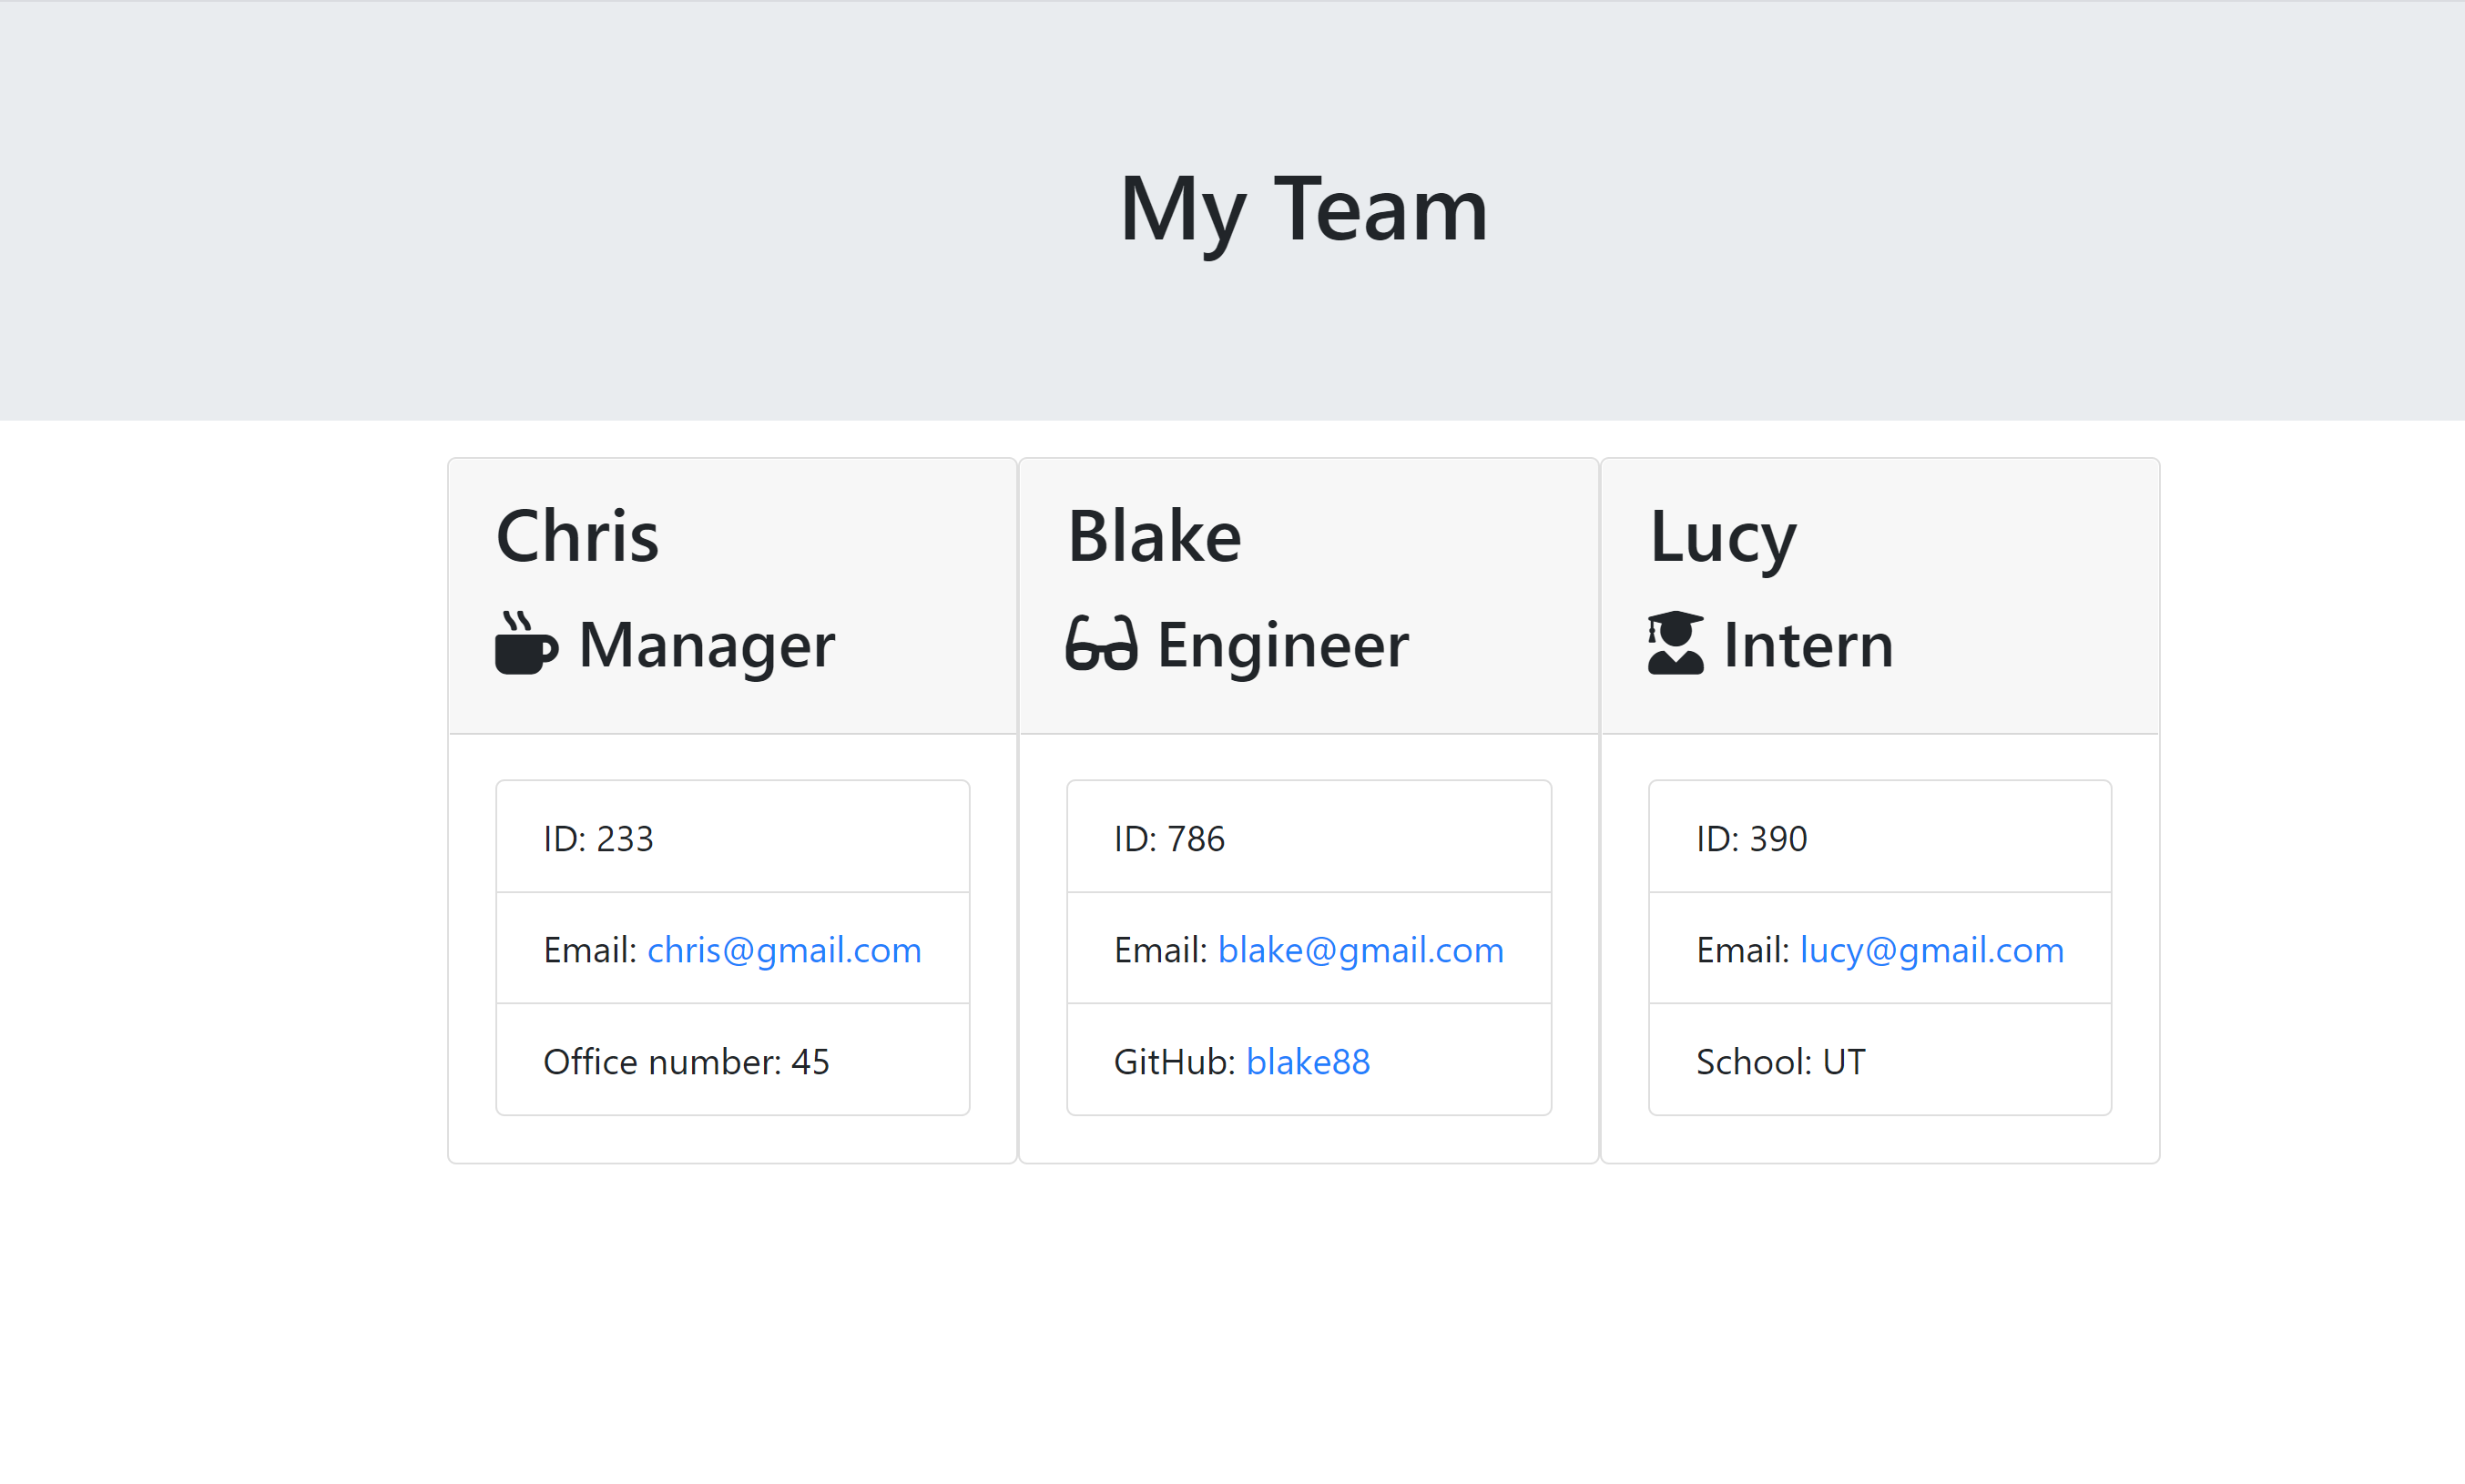 My Team
Chris
Manager
ID: 233
Email: chris@gmail.com
Office number: 45
Blake
Engineer
ID: 786
Email: blake@gmail.com
GitHub: blake88
Lucy
Intern
ID: 390
Email: lucy@gmail.com
School: UT